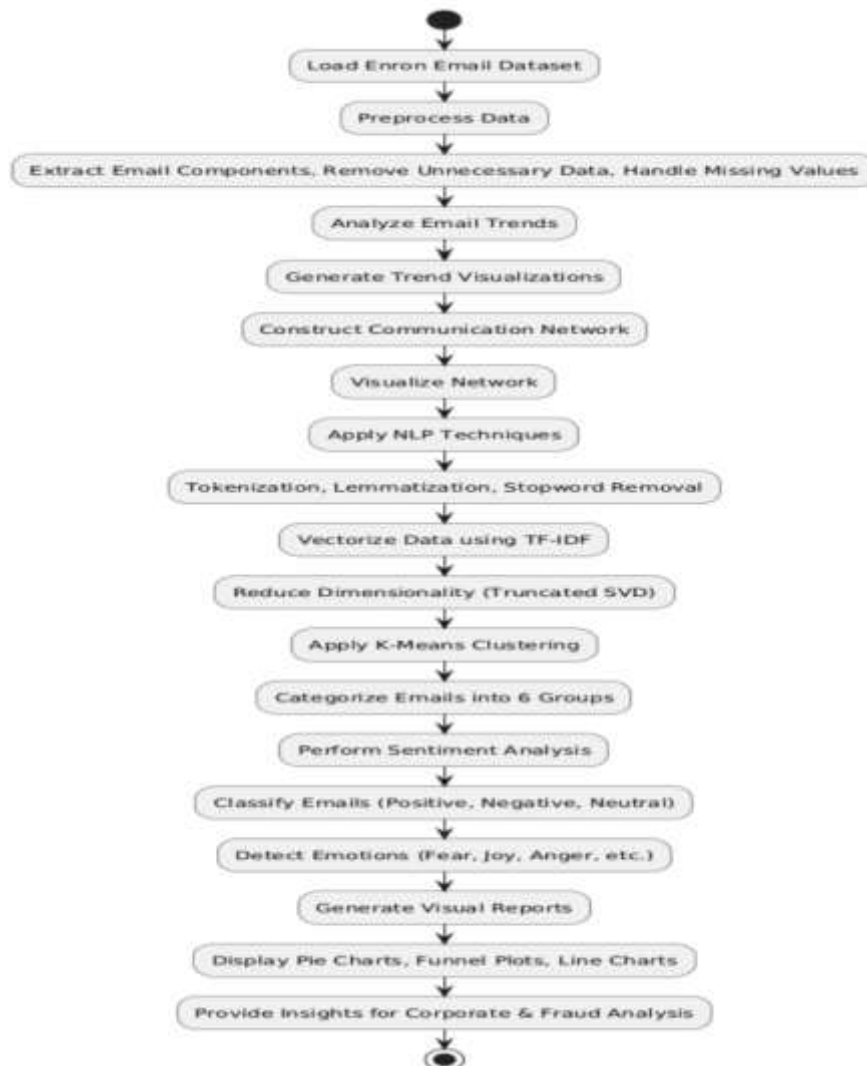 Load Enron Email Dataset
Preprocess Data
Extract Email Components, Remove Unnecessary Data, Handle Missing Values
Analyze Email Trends
Generate Trend Visualizations
Construct Communication Network
Visualize Network
Apply NLP Techniques
Tokenization, Lemmatization, Stopword Removal
Vectorize Data using TF-IDF
Reduce Dimensionality (Truncated SVD)
Apply K-Means Clustering
Categorize Emails into 6 Groups
Perform Sentiment Analysis
Classify Emails (Positive, Negative, Neutral)
Detect Emotions (Fear, Joy, Anger, etc.)
Generate Visual Reports
Display Pie Charts, Funnel Plots, Line Charts
Provide Insights for Corporate & Fraud Analysis